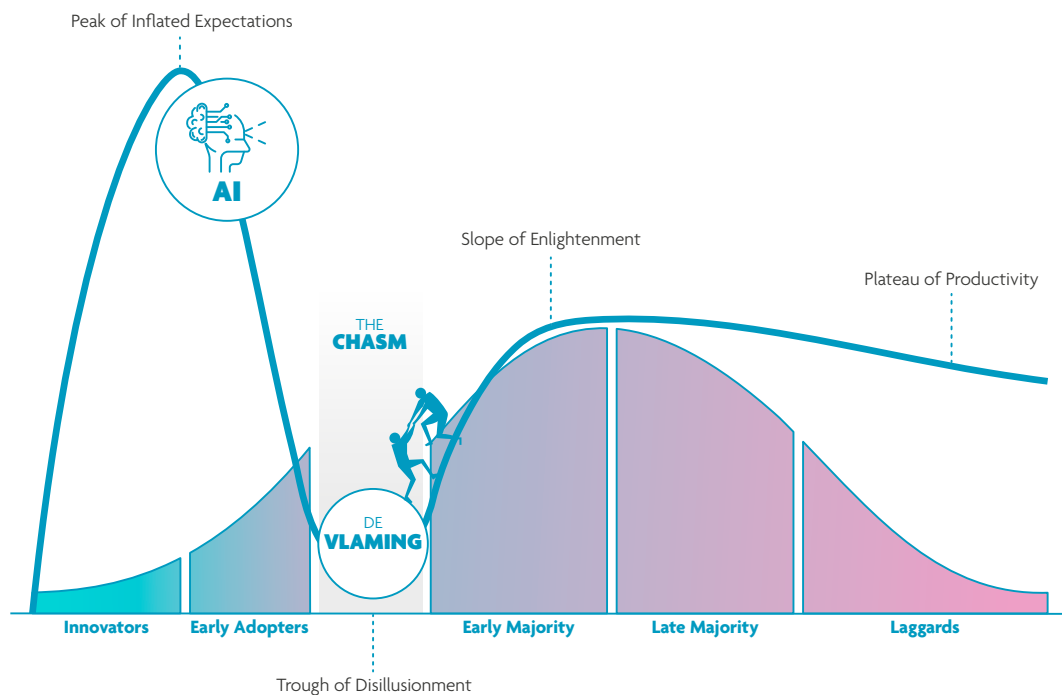 Peak of Inflated Expectations
AI
Slope of Enlightenment
Plateau of Productivity
THE
CHASM
DE
VLAMING
Innovators
Early Adopters
Early Majority
Late Majority
Laggards
Trough of Disillusionment